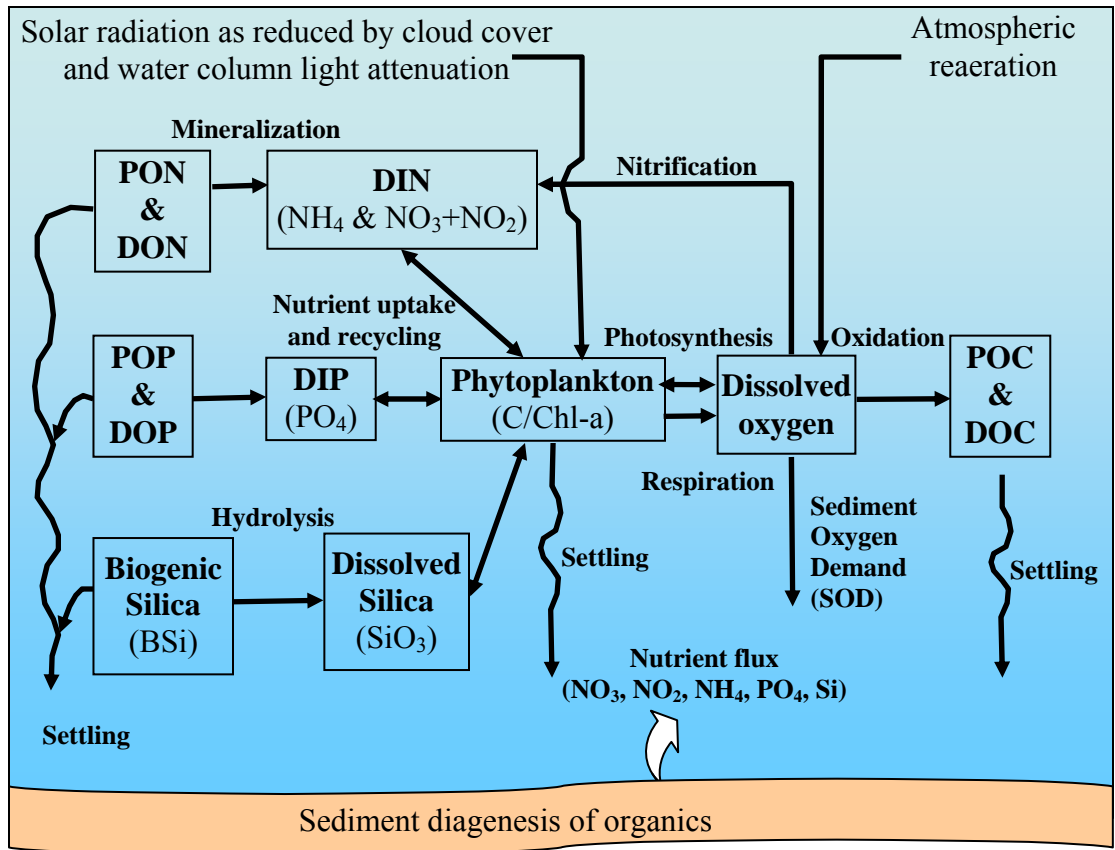 Solar radiation as reduced by cloud cover
and water column light attenuation
Atmospheric
reaeration
Mineralization
PON
&
DON
DIN
(NH₄ & NO₃+NO₂)
Nitrification
Nutrient uptake
and recycling
Photosynthesis
Oxidation
POP
&
DOP
DIP
(PO₄)
Phytoplankton
(C/Chl-a)
Dissolved
oxygen
POC
&
DOC
Respiration
Hydrolysis
Biogenic
Silica
(BSi)
Dissolved
Silica
(SiO₃)
Settling
Sediment
Oxygen
Demand
(SOD)
Settling
Nutrient flux
(NO₃, NO₂, NH₄, PO₄, Si)
Settling
Sediment diagenesis of organics